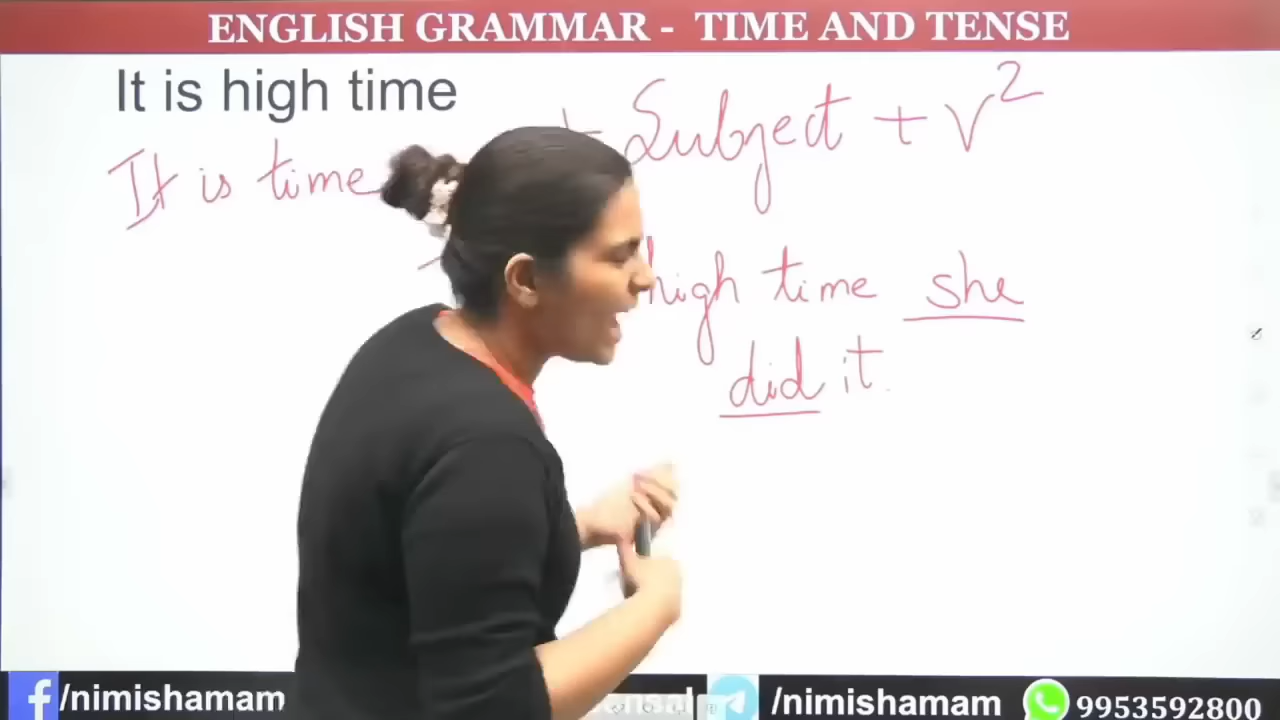 ENGLISH GRAMMAR - TIME AND TENSE
It is high time
+ Subject + V²
It is time
high time she
did it.
/nimishamam
/nimishamam
9953592800